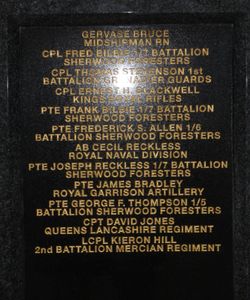 GERVASE BRUCE
MIDSHIPMAN RN
CPL FRED BILBIE 1/7 BATTALION
SHERWOOD FORESTERS
CPL THOMAS STEVENSON 1st
BATTALION GRENADIER GUARDS
CPL ERNEST H. BLACKWELL
KINGS ROYAL RIFLES
PTE FRANK BILBIE 1/7 BATTALION
SHERWOOD FORESTERS
PTE FREDERICK S. ALLEN 1/6
BATTALION SHERWOOD FORESTERS
AB CECIL RECKLESS
ROYAL NAVAL DIVISION
PTE JOSEPH RECKLESS 1/7 BATTALION
SHERWOOD FORESTERS
PTE JAMES BRADLEY
ROYAL GARRISON ARTILLERY
PTE GEORGE F. THOMPSON 1/5
BATTALION SHERWOOD FORESTERS
CPT DAVID JONES
QUEENS LANCASHIRE REGIMENT
LCPL KIERON HILL
2nd BATTALION MERCIAN REGIMENT